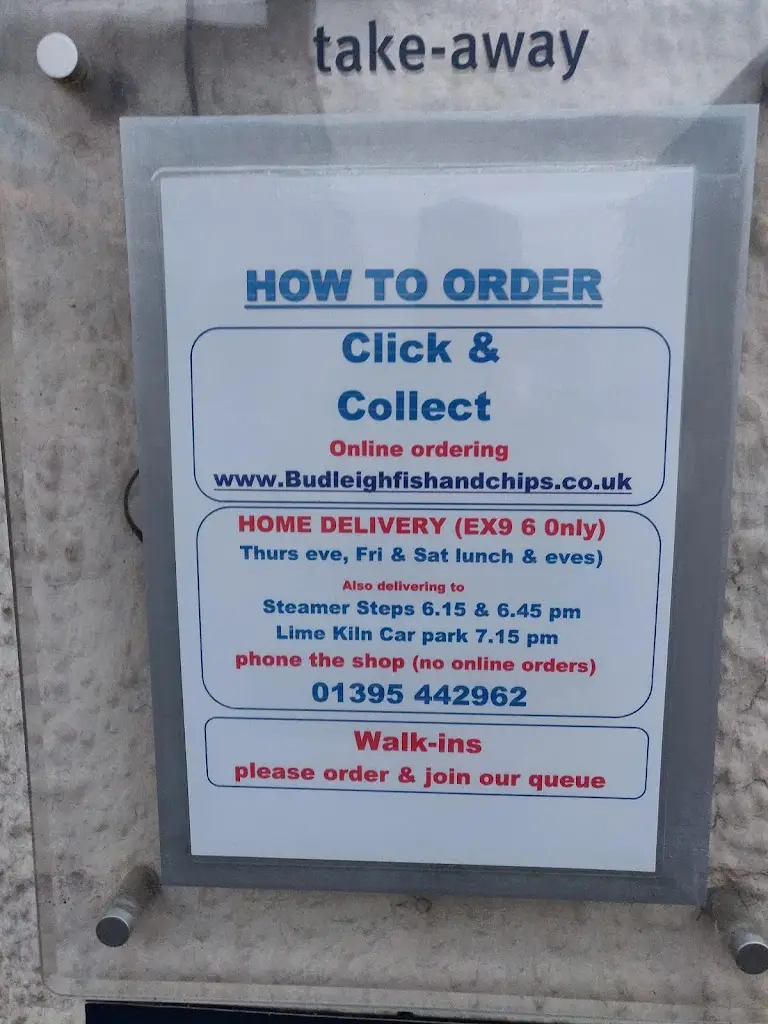 take-away
HOW TO ORDER
Click &
Collect
Online ordering
www.Budleighfishandchips.co.uk
HOME DELIVERY (EX9 6 0nly)
Thurs eve, Fri & Sat lunch & eves)
Also delivering to
Steamer Steps 6.15 & 6.45 pm
Lime Kiln Car park 7.15 pm
phone the shop (no online orders)
01395 442962
Walk-ins
please order & join our queue